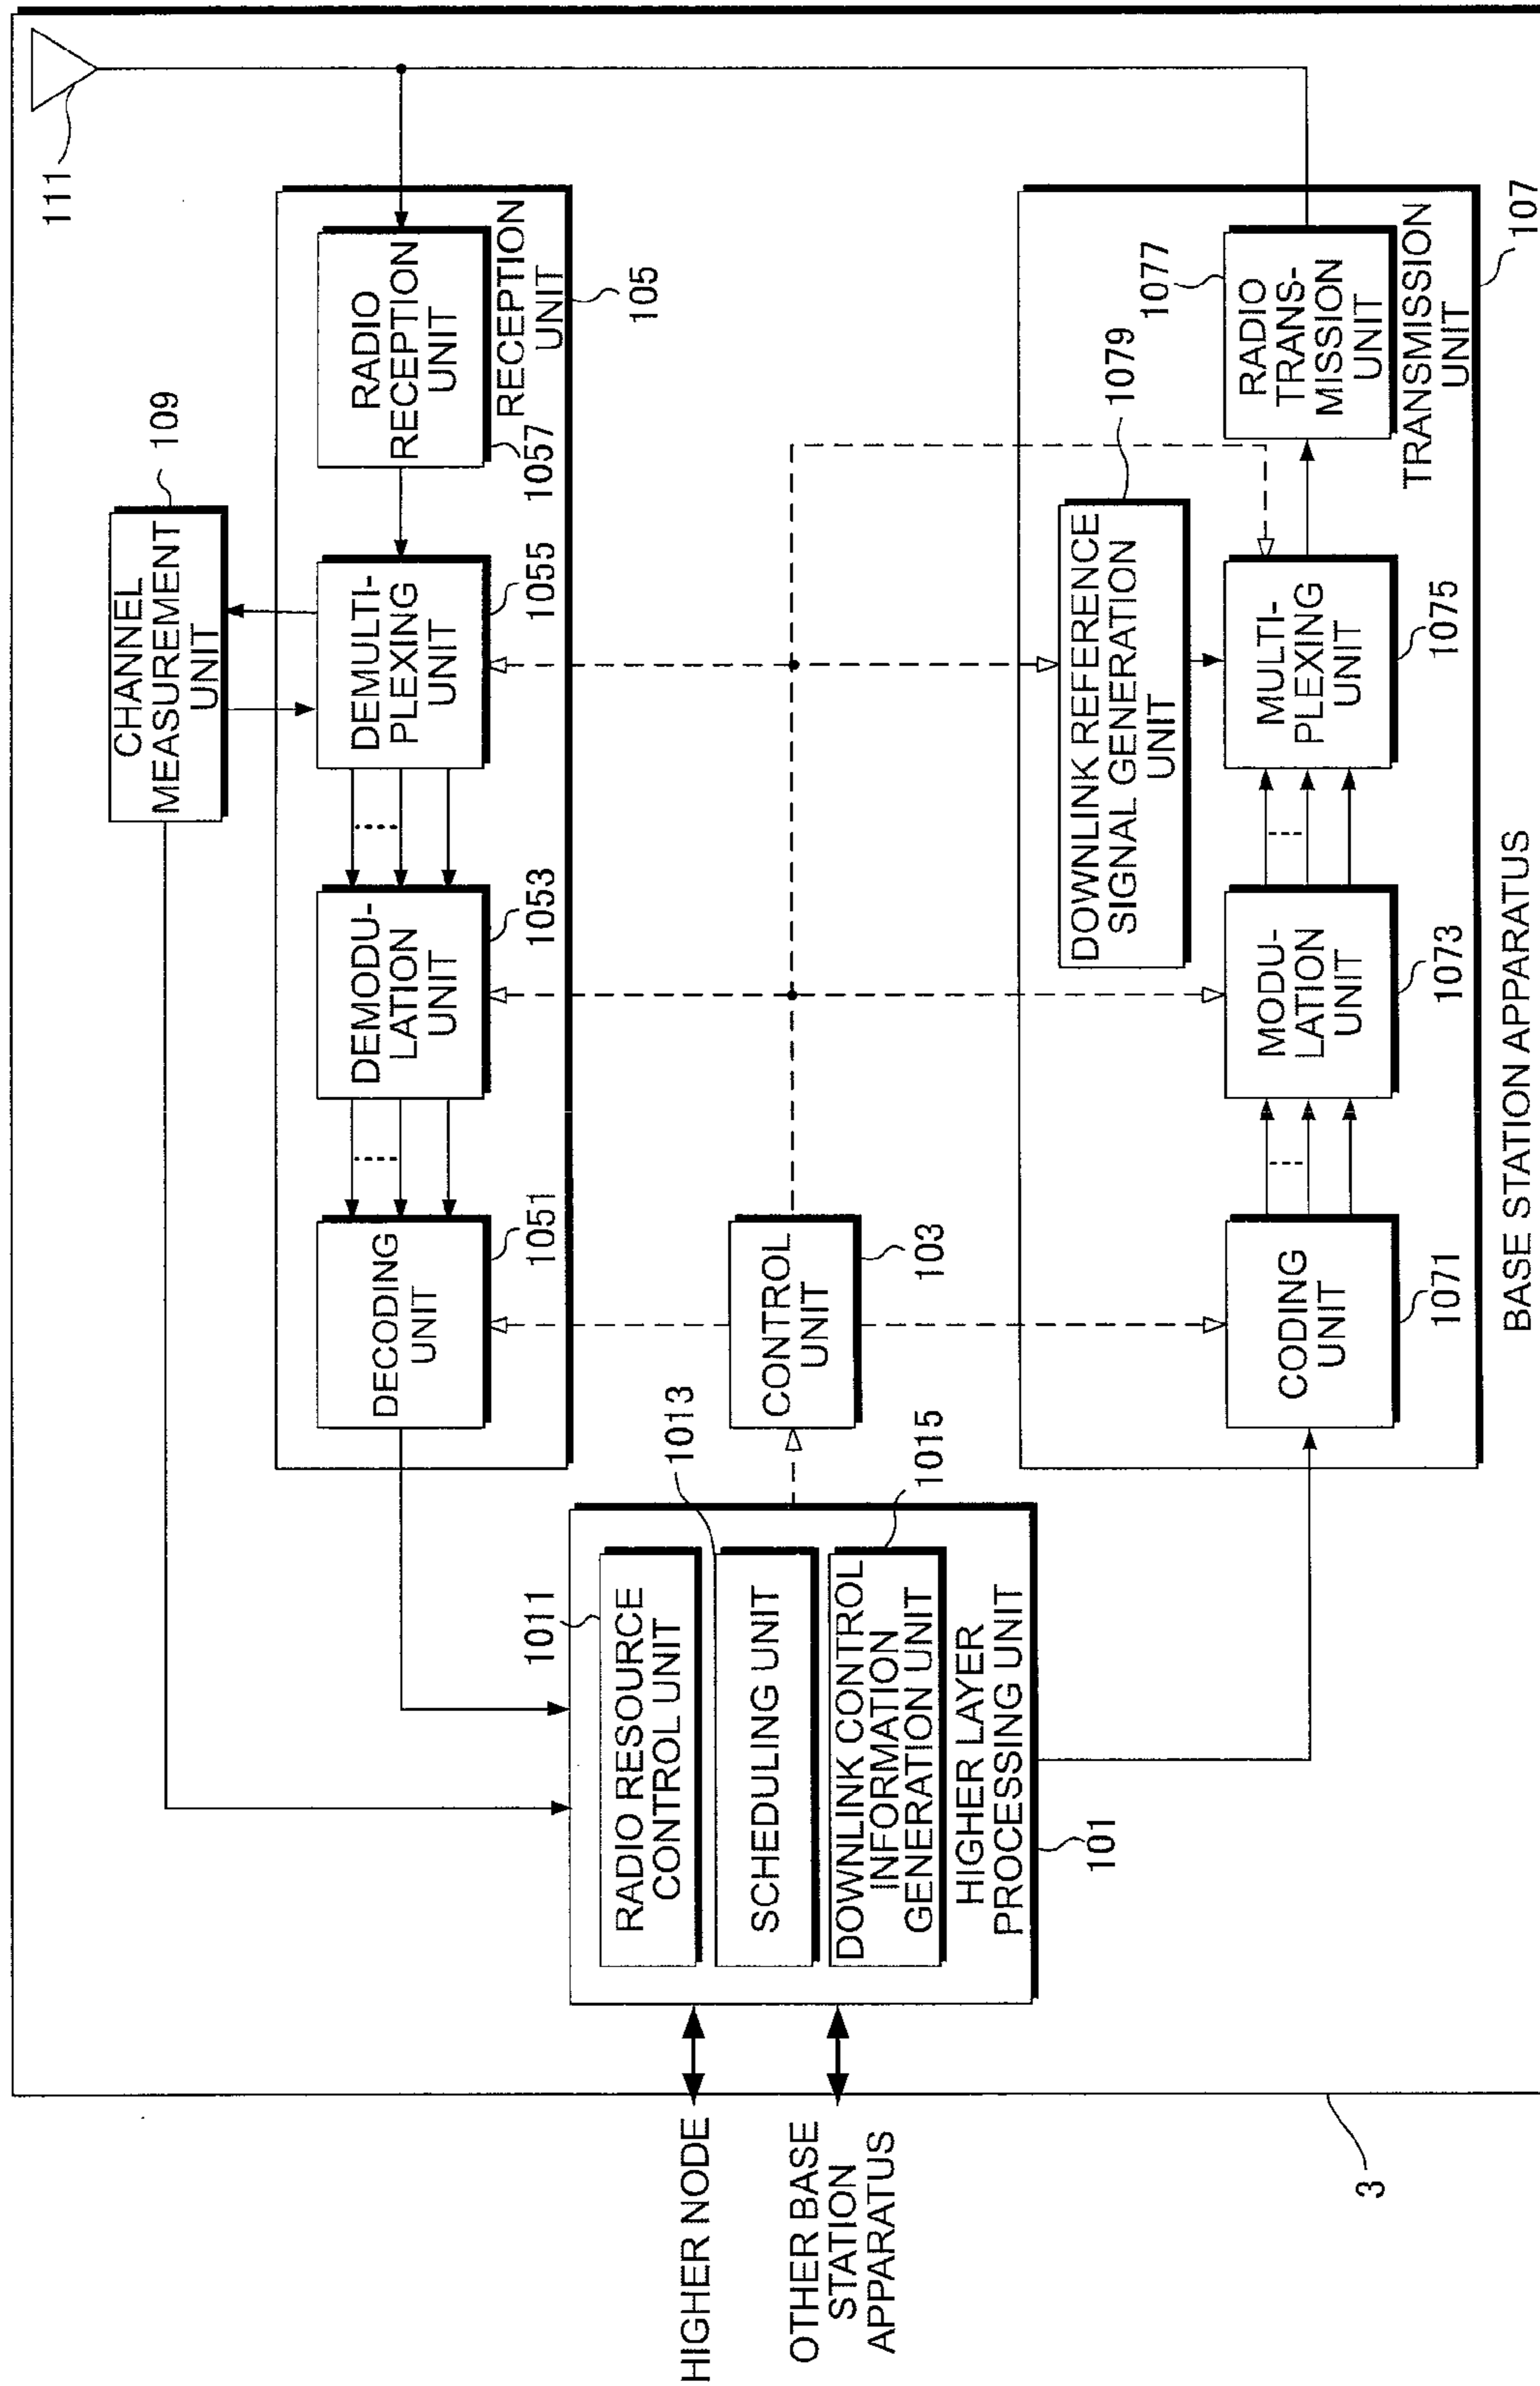 111
CHANNEL
MEASUREMENT
UNIT
109
RADIO
RECEPTION
UNIT
1057
RECEPTION
UNIT
105
DEMULTI-
PLEXING
UNIT
1055
DEMODU-
LATION
UNIT
1053
DECODING
UNIT
1051
RADIO RESOURCE
CONTROL UNIT
1011
SCHEDULING UNIT
1013
DOWNLINK CONTROL
INFORMATION
GENERATION UNIT
1015
HIGHER LAYER
PROCESSING UNIT
101
CONTROL
UNIT
103
HIGHER NODE
OTHER BASE
STATION
APPARATUS
DOWNLINK REFERENCE
SIGNAL GENERATION
UNIT
1079
CODING
UNIT
1071
MODU-
LATION
UNIT
1073
MULTI-
PLEXING
UNIT
1075
RADIO
TRANS-
MISSION
UNIT
1077
TRANSMISSION
UNIT
107
BASE STATION APPARATUS
3